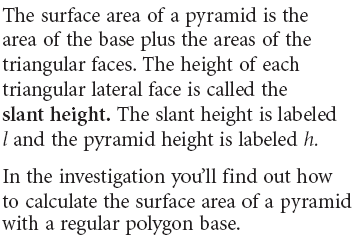 The surface area of a pyramid is the
area of the base plus the areas of the
triangular faces. The height of each
triangular lateral face is called the
slant height. The slant height is labeled
l and the pyramid height is labeled h.
In the investigation you'll find out how
to calculate the surface area of a pyramid
with a regular polygon base.